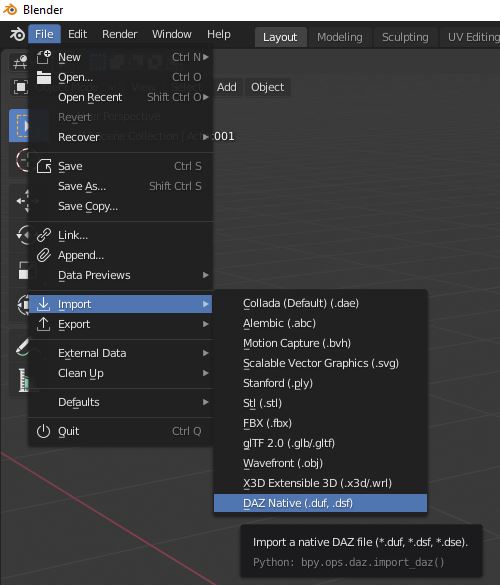 Blender
File Edit Render Window Help Layout Modeling Sculpting UV Editing
New Ctrl N
Open... Ctrl O
Add Object
Open Recent Shift Ctrl O
Revert
Perspective
Recover
:001
Save Ctrl S
Save As... Shift Ctrl S
Save Copy...
Link...
Append...
Data Previews
Import
Export
External Data
Clean Up
Defaults
Quit Ctrl Q
Collada (Default) (.dae)
Alembic (.abc)
Motion Capture (.bvh)
Scalable Vector Graphics (.svg)
Stanford (.ply)
Stl (.stl)
FBX (.fbx)
glTF 2.0 (.glb/.gltf)
Wavefront (.obj)
X3D Extensible 3D (.x3d/.wrl)
DAZ Native (.duf, .dsf)
Import a native DAZ file (*.duf, *.dsf, *.dse).
Python: bpy.ops.daz.import_daz()